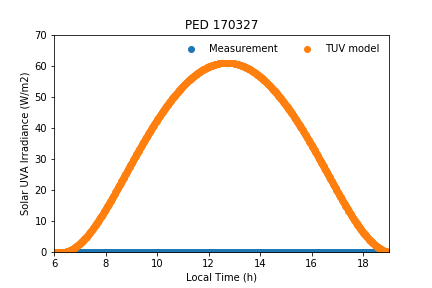 PED 170327
Measurement
TUV model
Solar UVA Irradiance (W/m2)
70
60
50
40
30
20
10
0
6 8 10 12 14 16 18
Local Time (h)